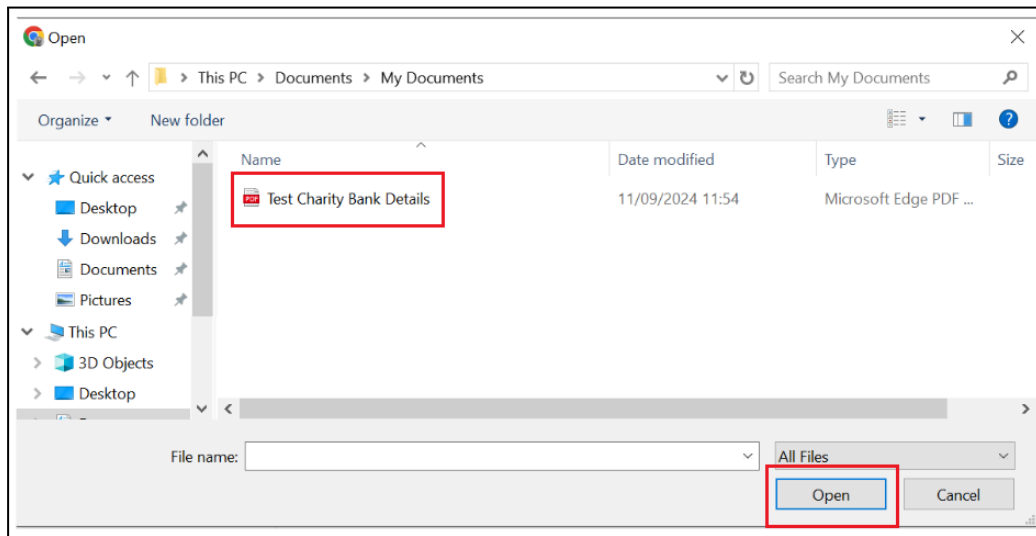 Open
This PC > Documents > My Documents
Search My Documents
Organize
New folder
Name
Date modified
Type
Size
Quick access
Desktop
Downloads
Documents
Pictures
This PC
3D Objects
Desktop
PDF
Test Charity Bank Details
11/09/2024 11:54
Microsoft Edge PDF ...
File name:
All Files
Open
Cancel